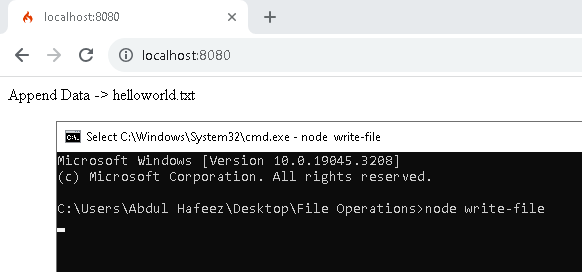 localhost:8080
localhost:8080
Append Data -> helloworld.txt
Select C:\Windows\System32\cmd.exe - node write-file
Microsoft Windows [Version 10.0.19045.3208]
(c) Microsoft Corporation. All rights reserved.
C:\Users\Abdul Hafeez\Desktop\File Operations>node write-file